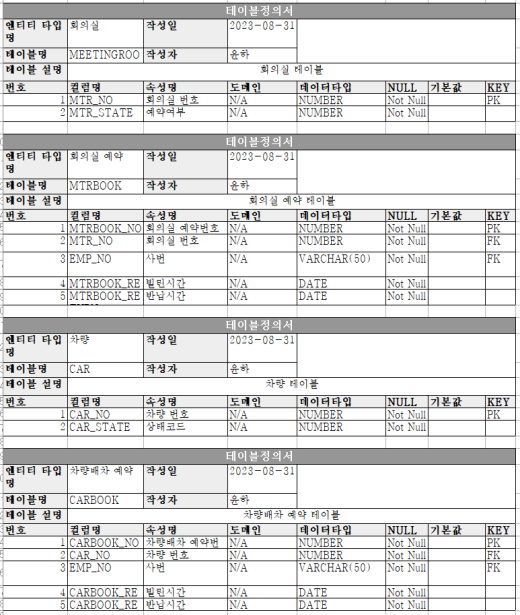 테이블정의서
엔티티 타입명 회의실 작성일 2023-08-31
테이블명 MEETINGROO 작성자 윤하
테이블 설명 회의실 테이블
번호 컬럼명 속성명 도메인 데이터타입 NULL 기본값 KEY
1 MTR_NO 회의실 번호 N/A NUMBER Not Null PK
2 MTR_STATE 예약여부 N/A NUMBER Not Null
테이블정의서
엔티티 타입명 회의실 예약 작성일 2023-08-31
테이블명 MTRBOOK 작성자 윤하
테이블 설명 회의실 예약 테이블
번호 컬럼명 속성명 도메인 데이터타입 NULL 기본값 KEY
1 MTRBOOK_NO 회의실 예약번호 N/A NUMBER Not Null PK
2 MTR_NO 회의실 번호 N/A NUMBER Not Null FK
3 EMP_NO 사번 N/A VARCHAR(50) Not Null FK
4 MTRBOOK_RE 빌린시간 N/A DATE Not Null
5 MTRBOOK_RE 반납시간 N/A DATE Not Null
테이블정의서
엔티티 타입명 차량 작성일 2023-08-31
테이블명 CAR 작성자 윤하
테이블 설명 차량 테이블
번호 컬럼명 속성명 도메인 데이터타입 NULL 기본값 KEY
1 CAR_NO 차량 번호 N/A NUMBER Not Null PK
2 CAR_STATE 상태코드 N/A NUMBER Not Null
테이블정의서
엔티티 타입명 차량배차 예약 작성일 2023-08-31
테이블명 CARBOOK 작성자 윤하
테이블 설명 차량배차 예약 테이블
번호 컬럼명 속성명 도메인 데이터타입 NULL 기본값 KEY
1 CARBOOK_NO 차량배차 예약번 N/A NUMBER Not Null PK
2 CAR_NO 차량 번호 N/A NUMBER Not Null FK
3 EMP_NO 사번 N/A VARCHAR(50) Not Null FK
4 CARBOOK_RE 빌린시간 N/A DATE Not Null
5 CARBOOK_RE 반납시간 N/A DATE Not Null